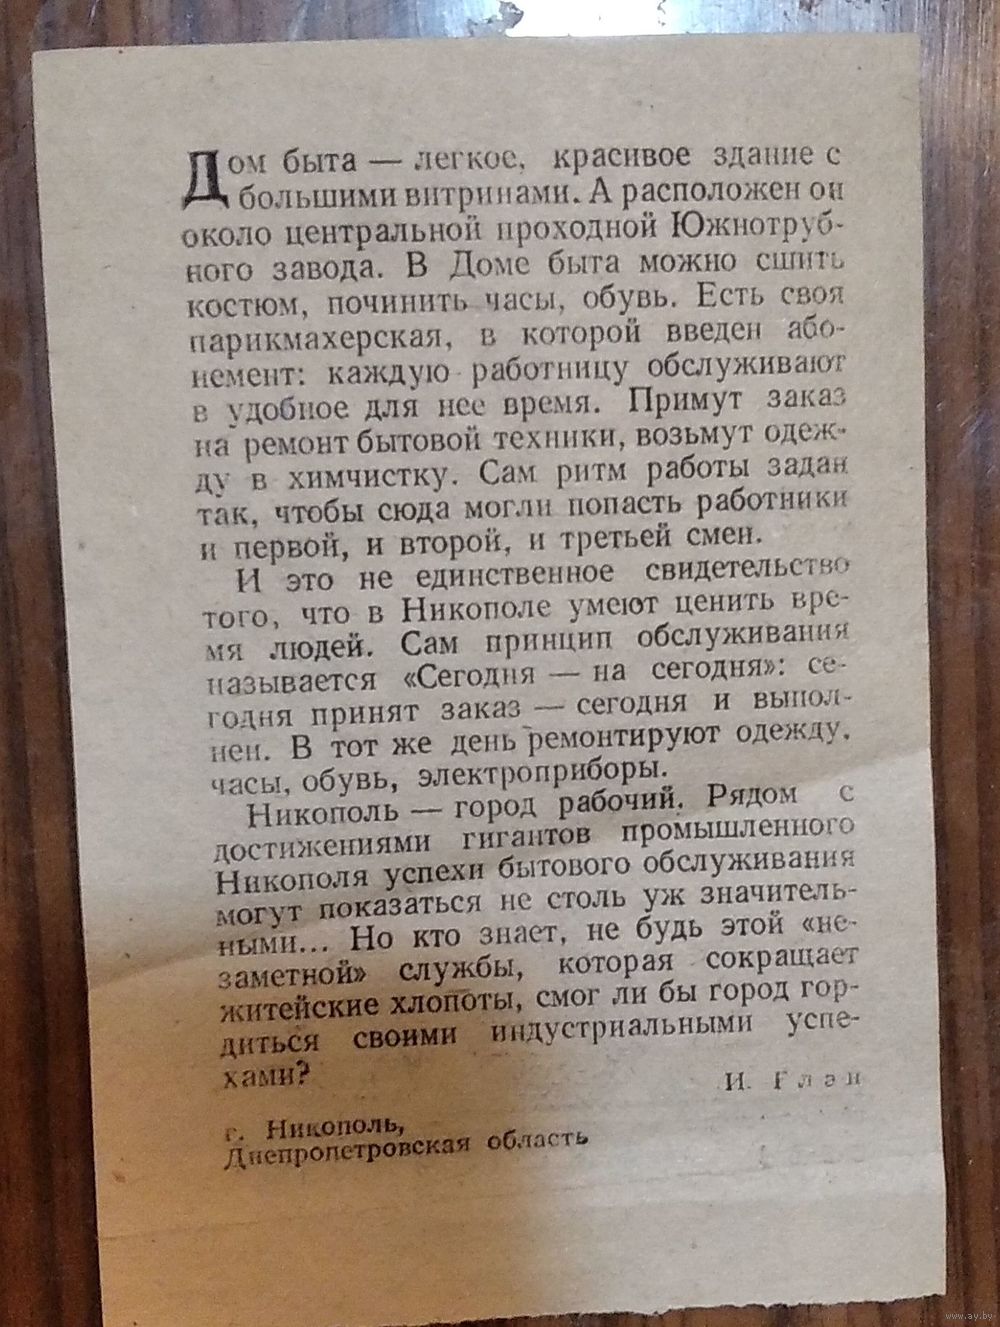 Дом быта — легкое, красивое здание с
большими витринами. А расположен он
около центральной проходной Южнотруб-
ного завода. В Доме быта можно сшить
костюм, починить часы, обувь. Есть своя
парикмахерская, в которой введен або-
немент: каждую работницу обслуживают
в удобное для нее время. Примут заказ
на ремонт бытовой техники, возьмут одеж-
ду в химчистку. Сам ритм работы задан
так, чтобы сюда могли попасть работники
и первой, и второй, и третьей смен.
И это не единственное свидетельство
того, что в Никополе умеют ценить вре-
мя людей. Сам принцип обслуживания
называется «Сегодня — на сегодня»: се-
годня принят заказ — сегодня и выпол-
нен. В тот же день ремонтируют одежду,
часы, обувь, электроприборы.
Никополь — город рабочий. Рядом с
достижениями гигантов промышленного
Никополя успехи бытового обслуживания
могут показаться не столь уж значитель-
ными... Но кто знает, не будь этой «не-
заметной» службы, которая сокращает
житейские хлопоты, смог ли бы город гор-
диться своими индустриальными успе-
хами?
И. Глэн
г. Никополь,
Днепропетровская область
www.ay.by